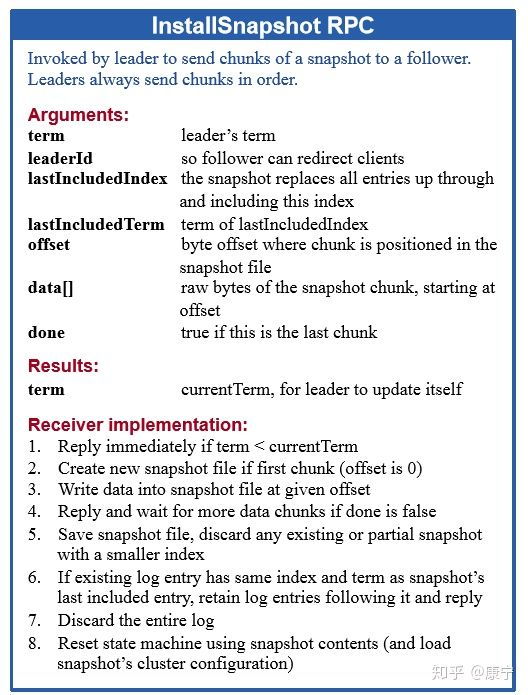 InstallSnapshot RPC
Invoked by leader to send chunks of a snapshot to a follower.
Leaders always send chunks in order.
Arguments:
term leader's term
leaderId so follower can redirect clients
lastIncludedIndex the snapshot replaces all entries up through
and including this index
lastIncludedTerm term of lastIncludedIndex
offset byte offset where chunk is positioned in the
snapshot file
data[] raw bytes of the snapshot chunk, starting at
offset
done true if this is the last chunk
Results:
term currentTerm, for leader to update itself
Receiver implementation:
1. Reply immediately if term < currentTerm
2. Create new snapshot file if first chunk (offset is 0)
3. Write data into snapshot file at given offset
4. Reply and wait for more data chunks if done is false
5. Save snapshot file, discard any existing or partial snapshot
with a smaller index
6. If existing log entry has same index and term as snapshot's
last included entry, retain log entries following it and reply
7. Discard the entire log
8. Reset state machine using snapshot contents (and load
snapshot's cluster configuration)
知乎 @康宁